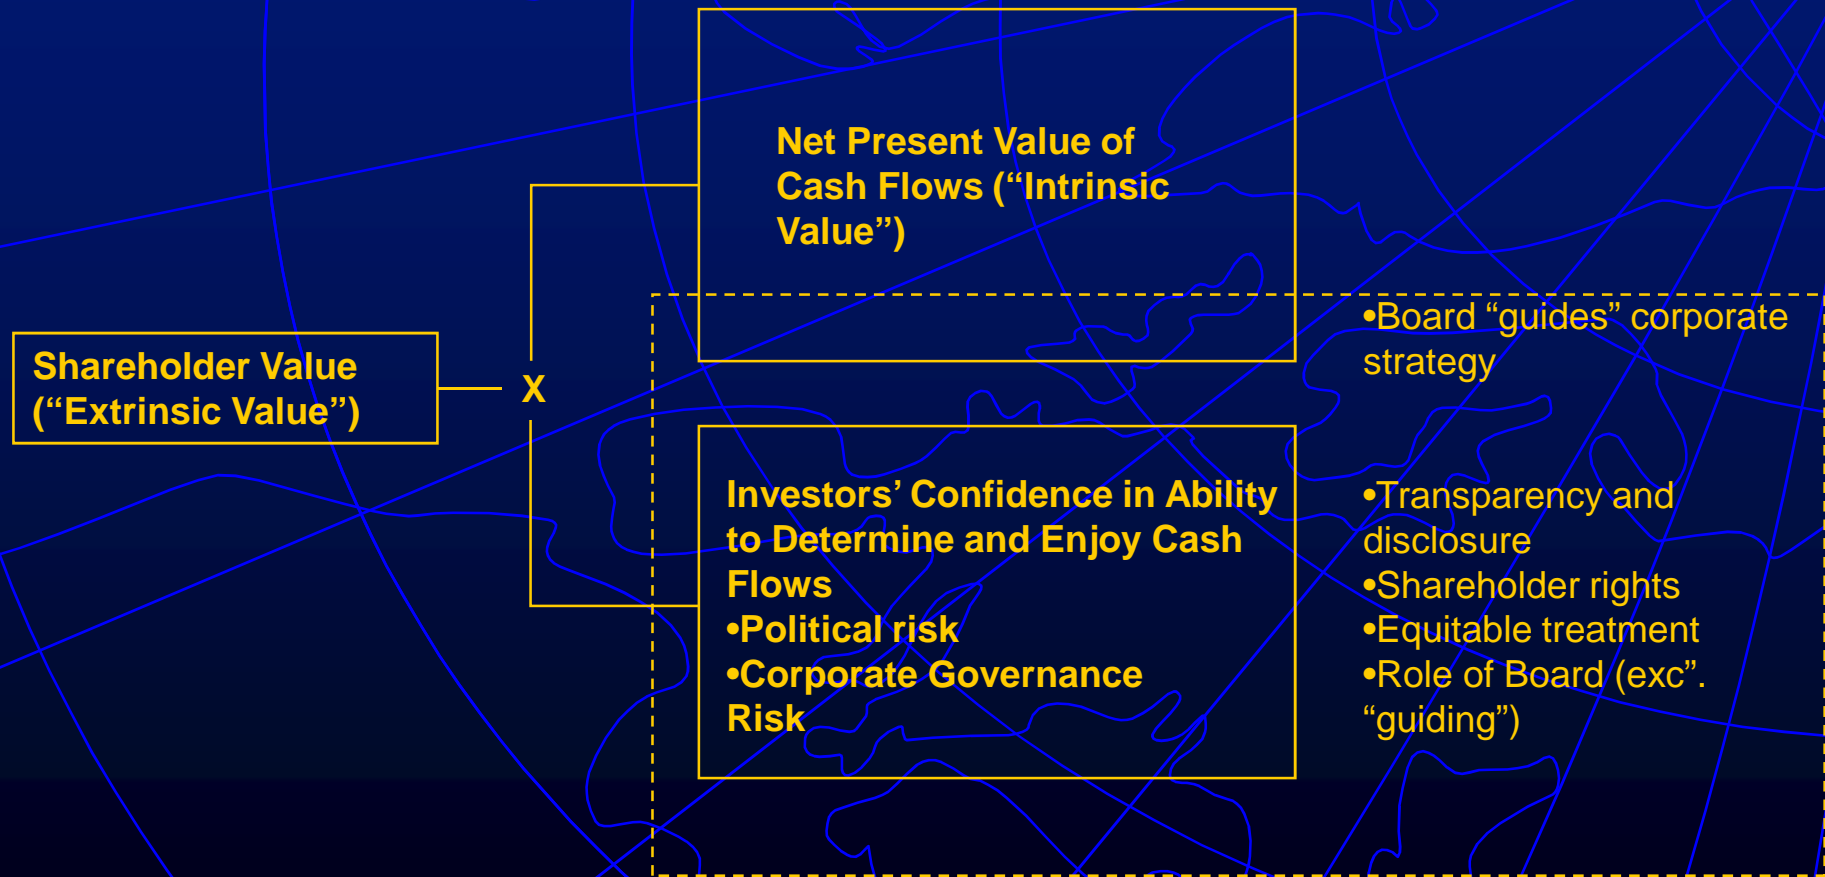 Net Present Value of
Cash Flows (“Intrinsic
Value”)
Shareholder Value
(“Extrinsic Value”)
X
•Board “guides” corporate
strategy
Investors’ Confidence in Ability
to Determine and Enjoy Cash
Flows
•Political risk
•Corporate Governance
Risk
•Transparency and
disclosure
•Shareholder rights
•Equitable treatment
•Role of Board (exc”.
“guiding”)